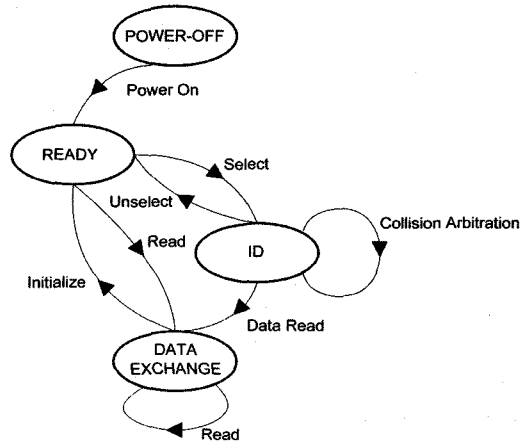 POWER-OFF
Power On
READY
Select
Unselect
Collision Arbitration
Read
ID
Initialize
Data Read
DATA
EXCHANGE
Read